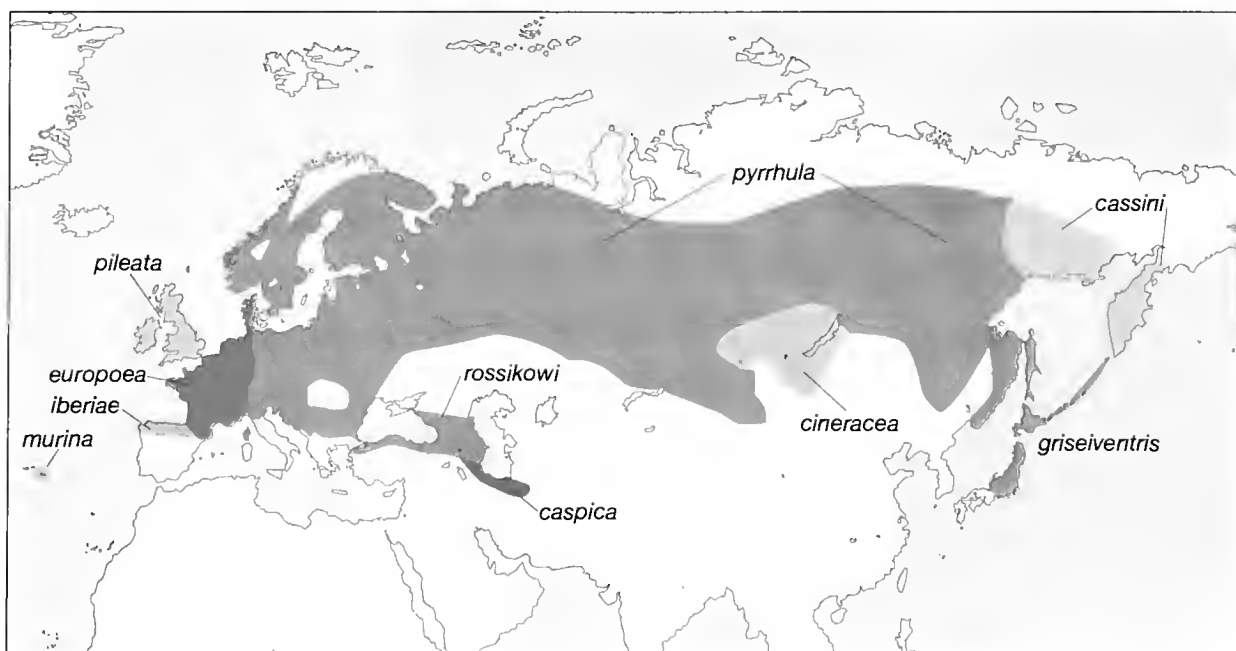 pyrrhula
cassini
pileata
europoea
rossikowi
iberiae
murina
cineracea
griseiventris
caspica